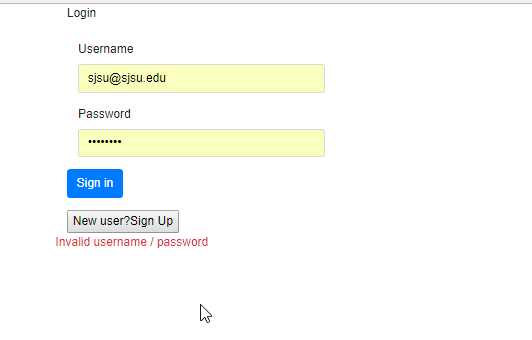 Login
Username
sjsu@sjsu.edu
Password
••••••••
Sign in
New user?Sign Up
Invalid username / password